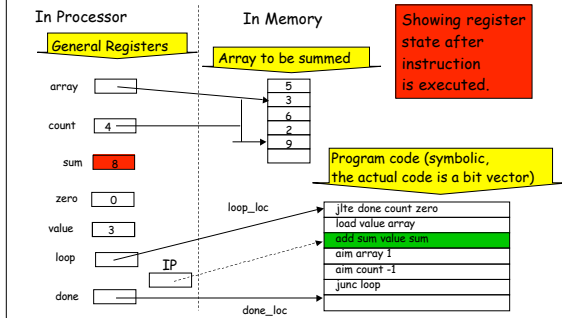 In Processor
In Memory
Showing register
state after
instruction
is executed.
General Registers
Array to be summed
array
5
3
6
2
9
count
4
sum
8
Program code (symbolic,
the actual code is a bit vector)
zero
0
value
3
loop
IP
done
loop_loc
done_loc
jlte done count zero
load value array
add sum value sum
aim array 1
aim count -1
junc loop